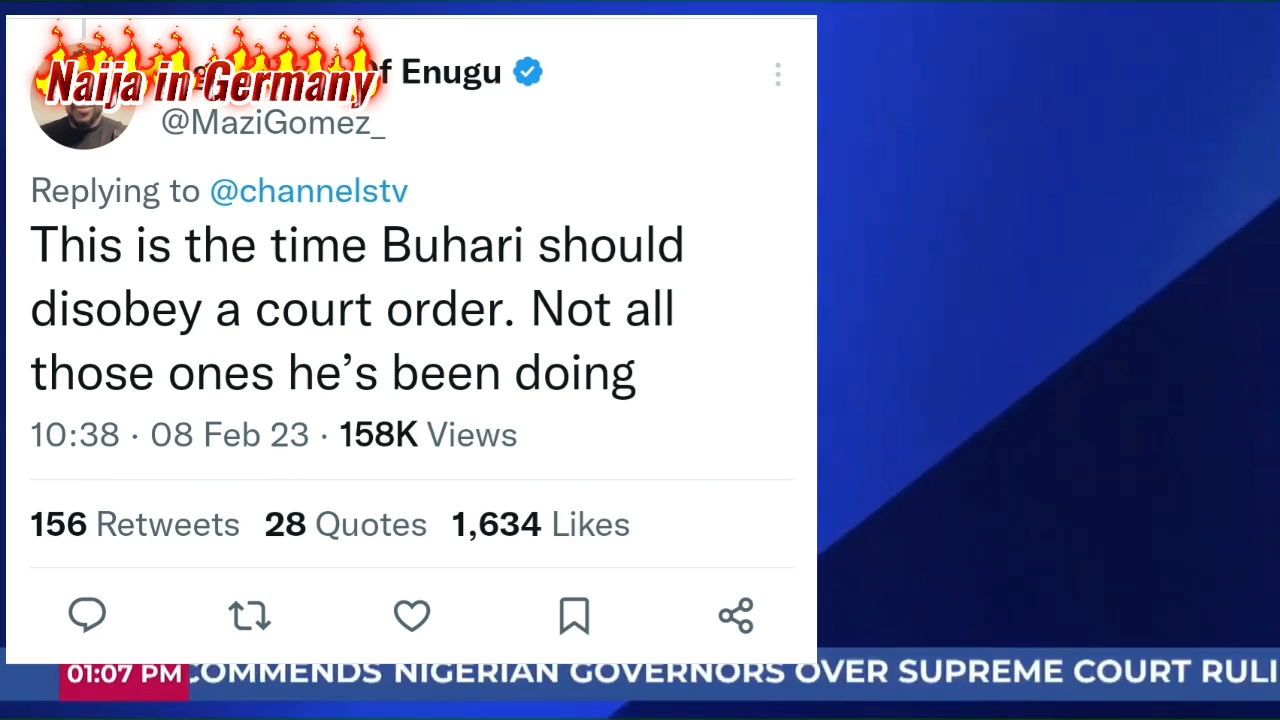 Naija in Germany
f Enugu
@MaziGomez_
Replying to @channelstv
This is the time Buhari should
disobey a court order. Not all
those ones he’s been doing
10:38 · 08 Feb 23 · 158K Views
156 Retweets 28 Quotes 1,634 Likes
01:07 PM COMMENDS NIGERIAN GOVERNORS OVER SUPREME COURT RULI